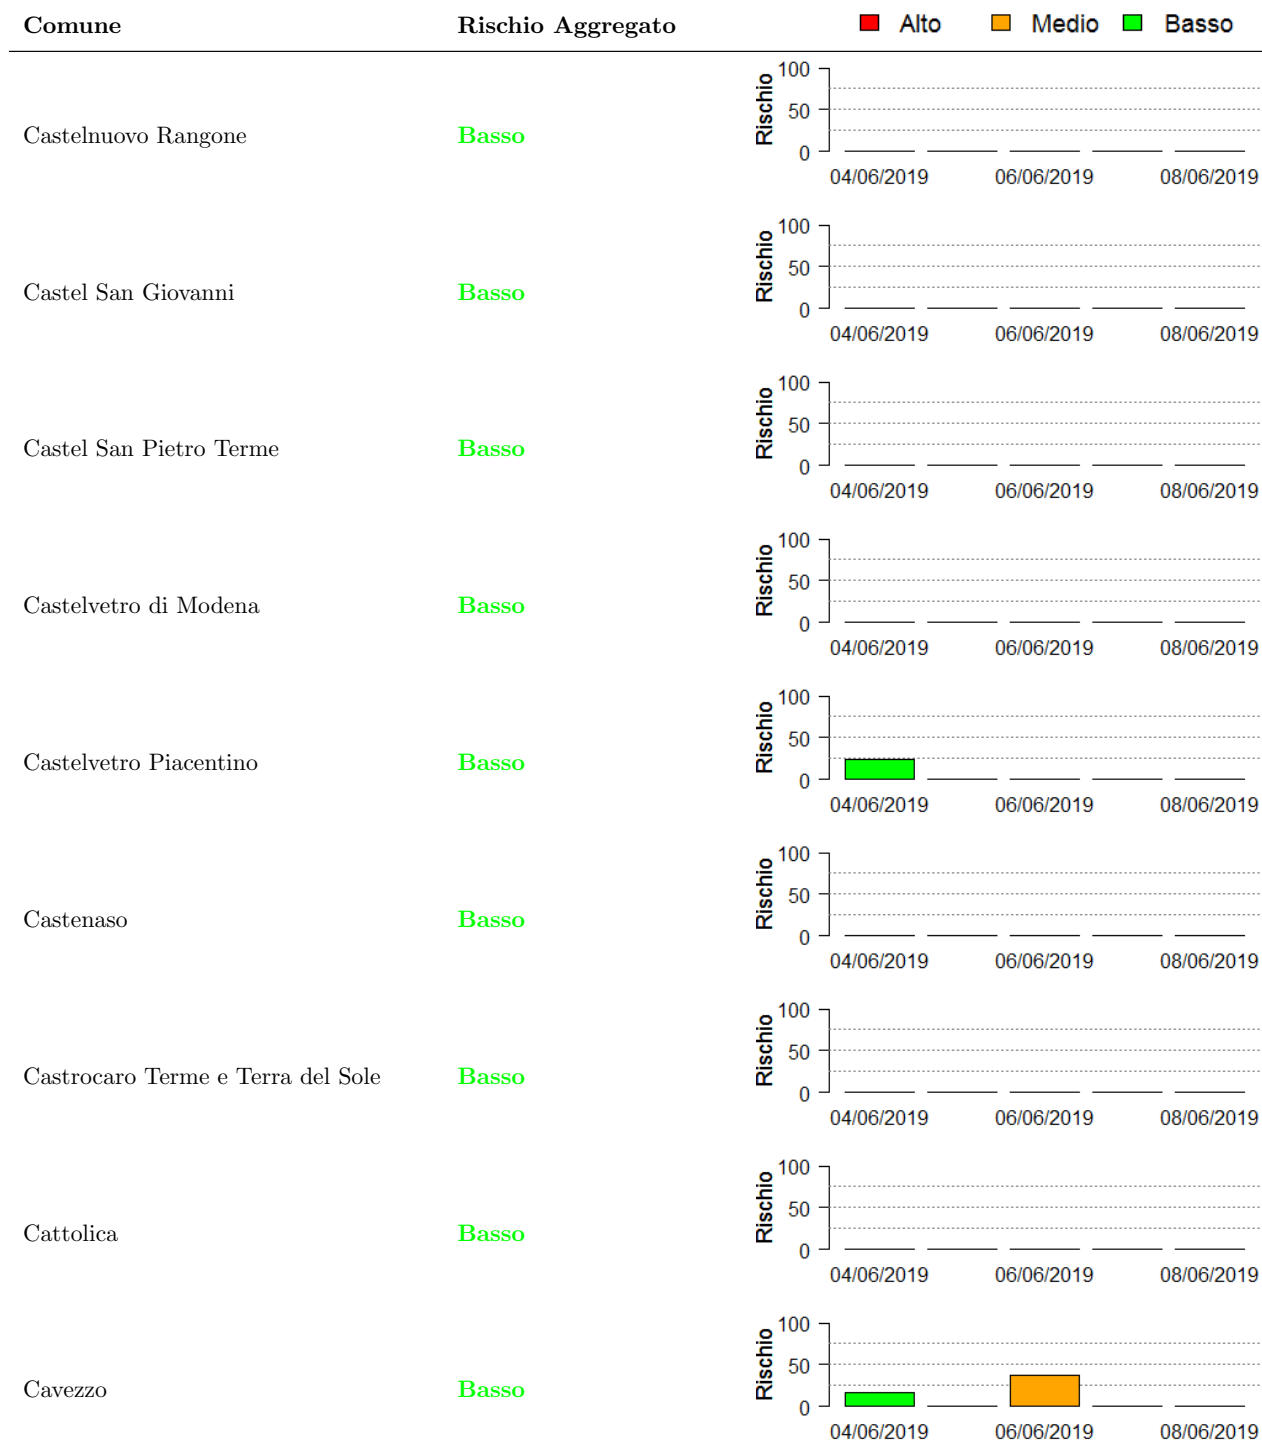 Comune Rischio Aggregato Alto Medio Basso
Castelnuovo Rangone Basso Rischio 100 50 0
04/06/2019 06/06/2019 08/06/2019
Castel San Giovanni Basso Rischio 100 50 0
04/06/2019 06/06/2019 08/06/2019
Castel San Pietro Terme Basso Rischio 100 50 0
04/06/2019 06/06/2019 08/06/2019
Castelvetro di Modena Basso Rischio 100 50 0
04/06/2019 06/06/2019 08/06/2019
Castelvetro Piacentino Basso Rischio 100 50 0
04/06/2019 06/06/2019 08/06/2019
Castenaso Basso Rischio 100 50 0
04/06/2019 06/06/2019 08/06/2019
Castrocaro Terme e Terra del Sole Basso Rischio 100 50 0
04/06/2019 06/06/2019 08/06/2019
Cattolica Basso Rischio 100 50 0
04/06/2019 06/06/2019 08/06/2019
Cavezzo Basso Rischio 100 50 0
04/06/2019 06/06/2019 08/06/2019